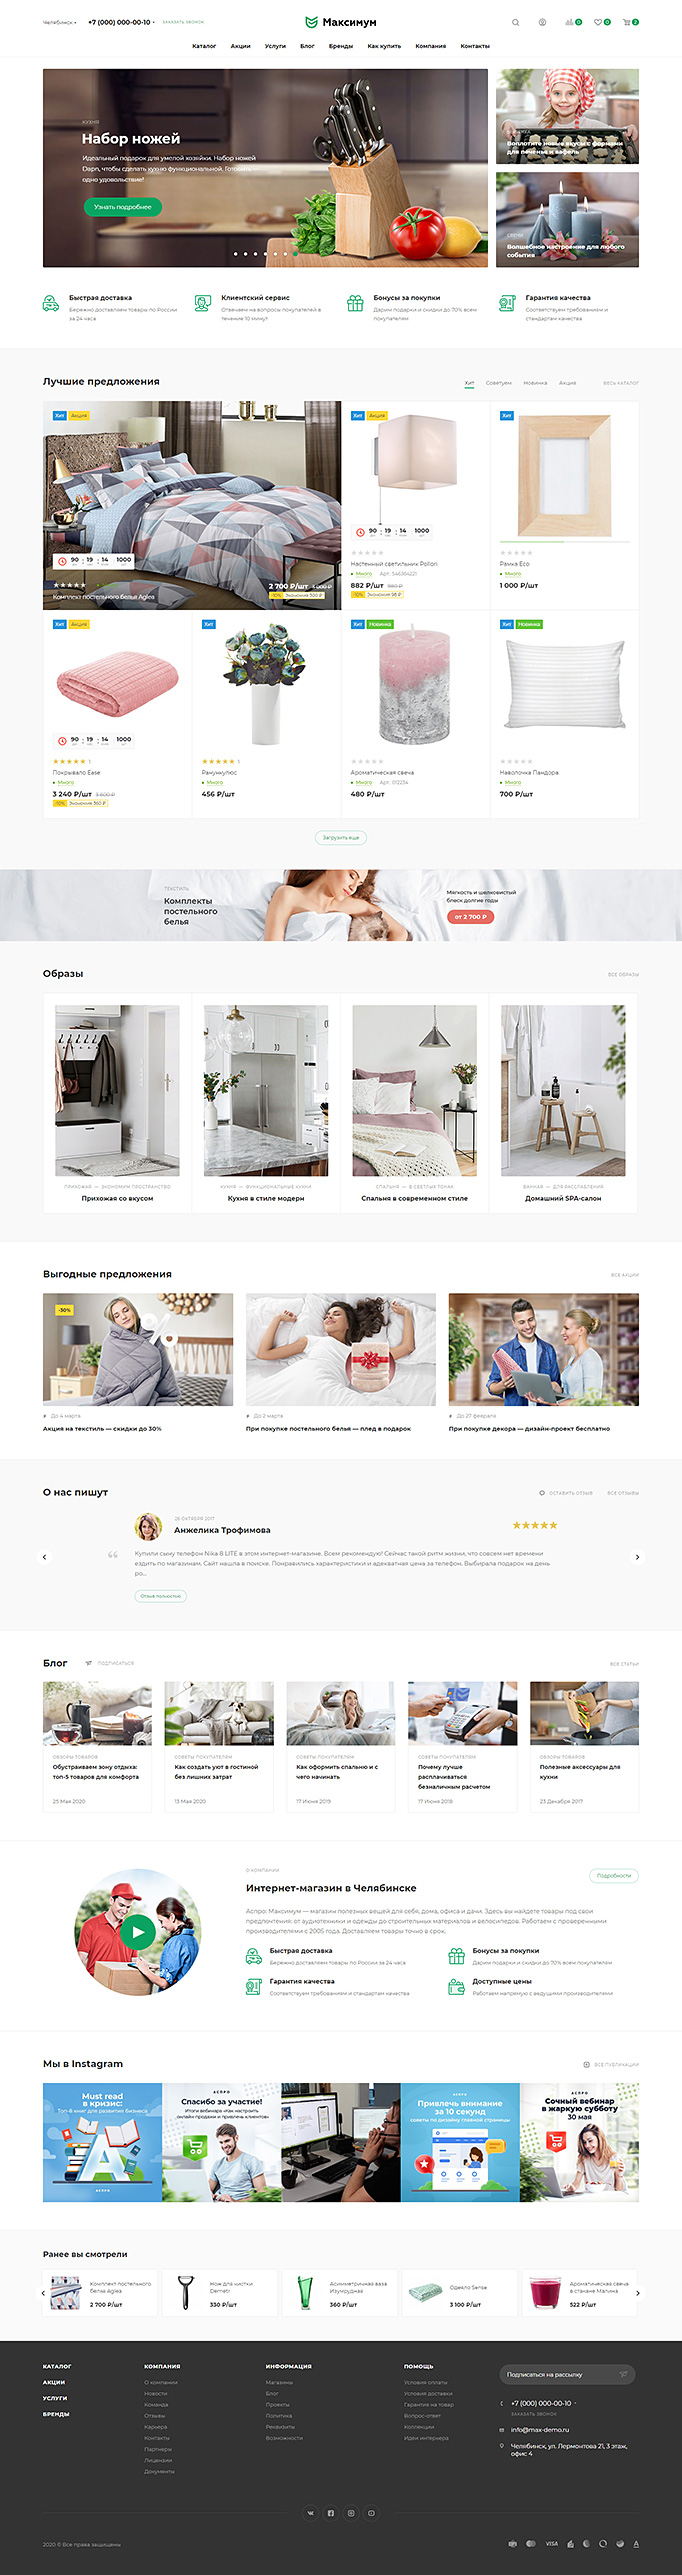 Челябинск
+7 (000) 000-00-10
ЗАКАЗАТЬ ЗВОНОК
Максимум
0
0
2
Каталог
Акции
Услуги
Блог
Бренды
Как купить
Компания
Контакты
КУХНЯ
Набор ножей
Идеальный подарок для умелой хозяйки. Набор ножей
Darin, чтобы сделать кухню функциональной. Готовить —
одно удовольствие!
Узнать подробнее
Воплотите новые вкусы с формами
для печенья и вафель
СВЕЧИ
Волшебное настроение для любого
события
Быстрая доставка
Бережно доставляем товары по России
за 24 часа
Клиентский сервис
Отвечаем на вопросы покупателей в
течение 10 минут
Бонусы за покупки
Дарим подарки и скидки до 70% всем
покупателям
Гарантия качества
Соответствуем требованиям и
стандартам качества
Лучшие предложения
Хит
Советуем
Новинка
Акция
ВЕСЬ КАТАЛОГ
Хит Акция
90 : 19 : 14 1000
Комплект постельного белья Aglea
2 700 ₽/шт 3 000 ₽
-10% Экономия 300 ₽
Хит Акция
90 : 19 : 14 1000
Настенный светильник Pollon
Много Арт. 546364221
882 ₽/шт 980 ₽
-10% Экономия 98 ₽
Хит
Рамка Eco
Много
1 000 ₽/шт
Хит Акция
90 : 19 : 14 1000
1
Покрывало Ease
Много
3 240 ₽/шт 3 600 ₽
-10% Экономия 360 ₽
Хит
1
Ранункулюс
Много
456 ₽/шт
Хит Новинка
Ароматическая свеча
Много Арт. 012234
480 ₽/шт
Хит Новинка
Наволочка Пандора
Много
700 ₽/шт
Загрузить еще
ТЕКСТИЛЬ
Комплекты
постельного
белья
Мягкость и шелковистый
блеск долгие годы
от 2 700 ₽
Образы
ВСЕ ОБРАЗЫ
ПРИХОЖАЯ — ЭКОНОМИМ ПРОСТРАНСТВО
Прихожая со вкусом
КУХНЯ — ФУНКЦИОНАЛЬНЫЕ КУХНИ
Кухня в стиле модерн
СПАЛЬНЯ — В СВЕТЛЫХ ТОНАХ
Спальня в современном стиле
ВАННАЯ — ДЛЯ РАССЛАБЛЕНИЯ
Домашний SPA-салон
Выгодные предложения
ВСЕ АКЦИИ
-30%
%
До 4 марта
Акция на текстиль — скидки до 30%
До 2 марта
При покупке постельного белья — плед в подарок
До 27 февраля
При покупке декора — дизайн-проект бесплатно
О нас пишут
ОСТАВИТЬ ОТЗЫВ
ВСЕ ОТЗЫВЫ
26 ОКТЯБРЯ 2017
Анжелика Трофимова
Купили сыну телефон Nika 8 LITE в этом интернет-магазине. Всем рекомендую! Сейчас такой ритм жизни, что совсем нет времени
ездить по магазинам. Сайт нашла в поиске. Понравились характеристики и адекватная цена за телефон. Выбирала подарок на день
ро...
Отзыв полностью
Блог
ПОДПИСАТЬСЯ
ВСЕ СТАТЬИ
ОБЗОРЫ ТОВАРОВ
Обустраиваем зону отдыха:
топ-5 товаров для комфорта
25 Мая 2020
СОВЕТЫ ПОКУПАТЕЛЯМ
Как создать уют в гостиной
без лишних затрат
13 Мая 2020
СОВЕТЫ ПОКУПАТЕЛЯМ
Как оформить спальню и с
чего начинать
17 Июня 2019
СОВЕТЫ ПОКУПАТЕЛЯМ
Почему лучше
расплачиваться
безналичным расчетом
17 Июня 2018
ОБЗОРЫ ТОВАРОВ
Полезные аксессуары для
кухни
23 Декабря 2017
О КОМПАНИИ
Интернет-магазин в Челябинске
Подробности
Аспро: Максимум — магазин полезных вещей для себя, дома, офиса и дачи. Здесь вы найдете товары под свои
предпочтения: от аудиотехники и одежды до строительных материалов и велосипедов. Работаем с проверенными
производителями с 2005 года. Доставляем товары точно в срок.
Быстрая доставка
Бережно доставляем товары по России за 24 часа
Бонусы за покупки
Дарим подарки и скидки до 70% всем покупателям
Гарантия качества
Соответствуем требованиям и стандартам качества
Доступные цены
Работаем напрямую с ведущими производителями
Мы в Instagram
ВСЕ ПУБЛИКАЦИИ
Must read
в кризис:
Топ-8 книг для развития бизнеса
АСПРО
АСПРО
Спасибо за участие!
Итоги вебинара «Как настроить
онлайн-продажи и привлечь клиентов»
АСПРО
Привлечь внимание
за 10 секунд
советы по дизайну главной страницы
АСПРО
Сочный вебинар
в жаркую субботу
30 мая
Ранее вы смотрели
Комплект постельного
белья Aglea
2 700 ₽/шт
Нож для чистки
Demetr
330 ₽/шт
Асимметричная ваза
Изумрудная
360 ₽/шт
Одеяло Sense
3 100 ₽/шт
Ароматическая свеча
в стакане Малина
522 ₽/шт
КАТАЛОГ
АКЦИИ
УСЛУГИ
БРЕНДЫ
КОМПАНИЯ
О компании
Новости
Команда
Отзывы
Карьера
Контакты
Партнеры
Лицензии
Документы
ИНФОРМАЦИЯ
Магазины
Блог
Проекты
Политика
Реквизиты
Возможности
ПОМОЩЬ
Условия оплаты
Условия доставки
Гарантия на товар
Вопрос-ответ
Коллекции
Идеи интерьера
Подписаться на рассылку
+7 (000) 000-00-10
ЗАКАЗАТЬ ЗВОНОК
info@max-demo.ru
Челябинск, ул. Лермонтова 21, 3 этаж,
офис 4
2020 © Все права защищены
VISA